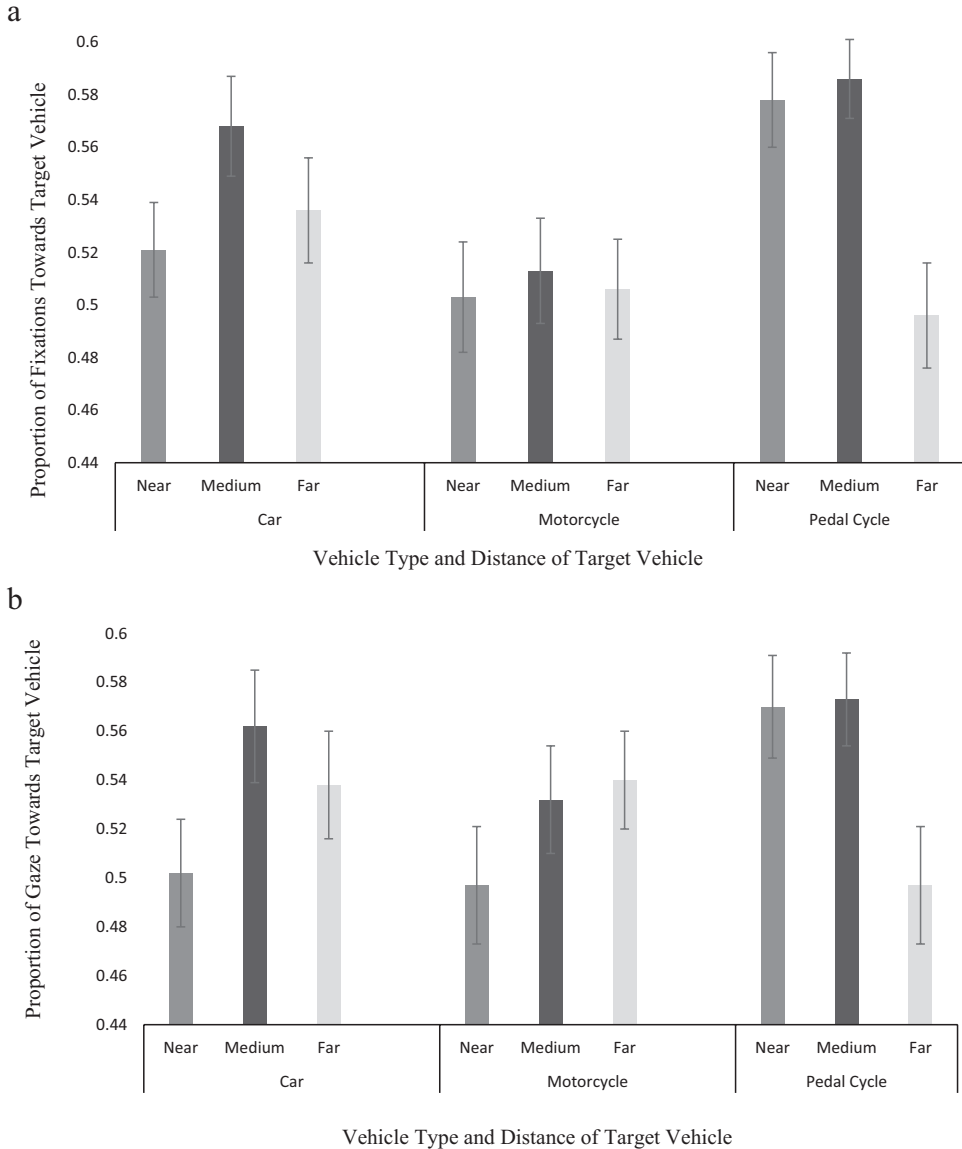 a
Proportion of Fixations Towards Target Vehicle
0.6
0.58
0.56
0.54
0.52
0.5
0.48
0.46
0.44
Near Medium Far Near Medium Far Near Medium Far
Car Motorcycle Pedal Cycle
Vehicle Type and Distance of Target Vehicle
b
Proportion of Gaze Towards Target Vehicle
0.6
0.58
0.56
0.54
0.52
0.5
0.48
0.46
0.44
Near Medium Far Near Medium Far Near Medium Far
Car Motorcycle Pedal Cycle
Vehicle Type and Distance of Target Vehicle